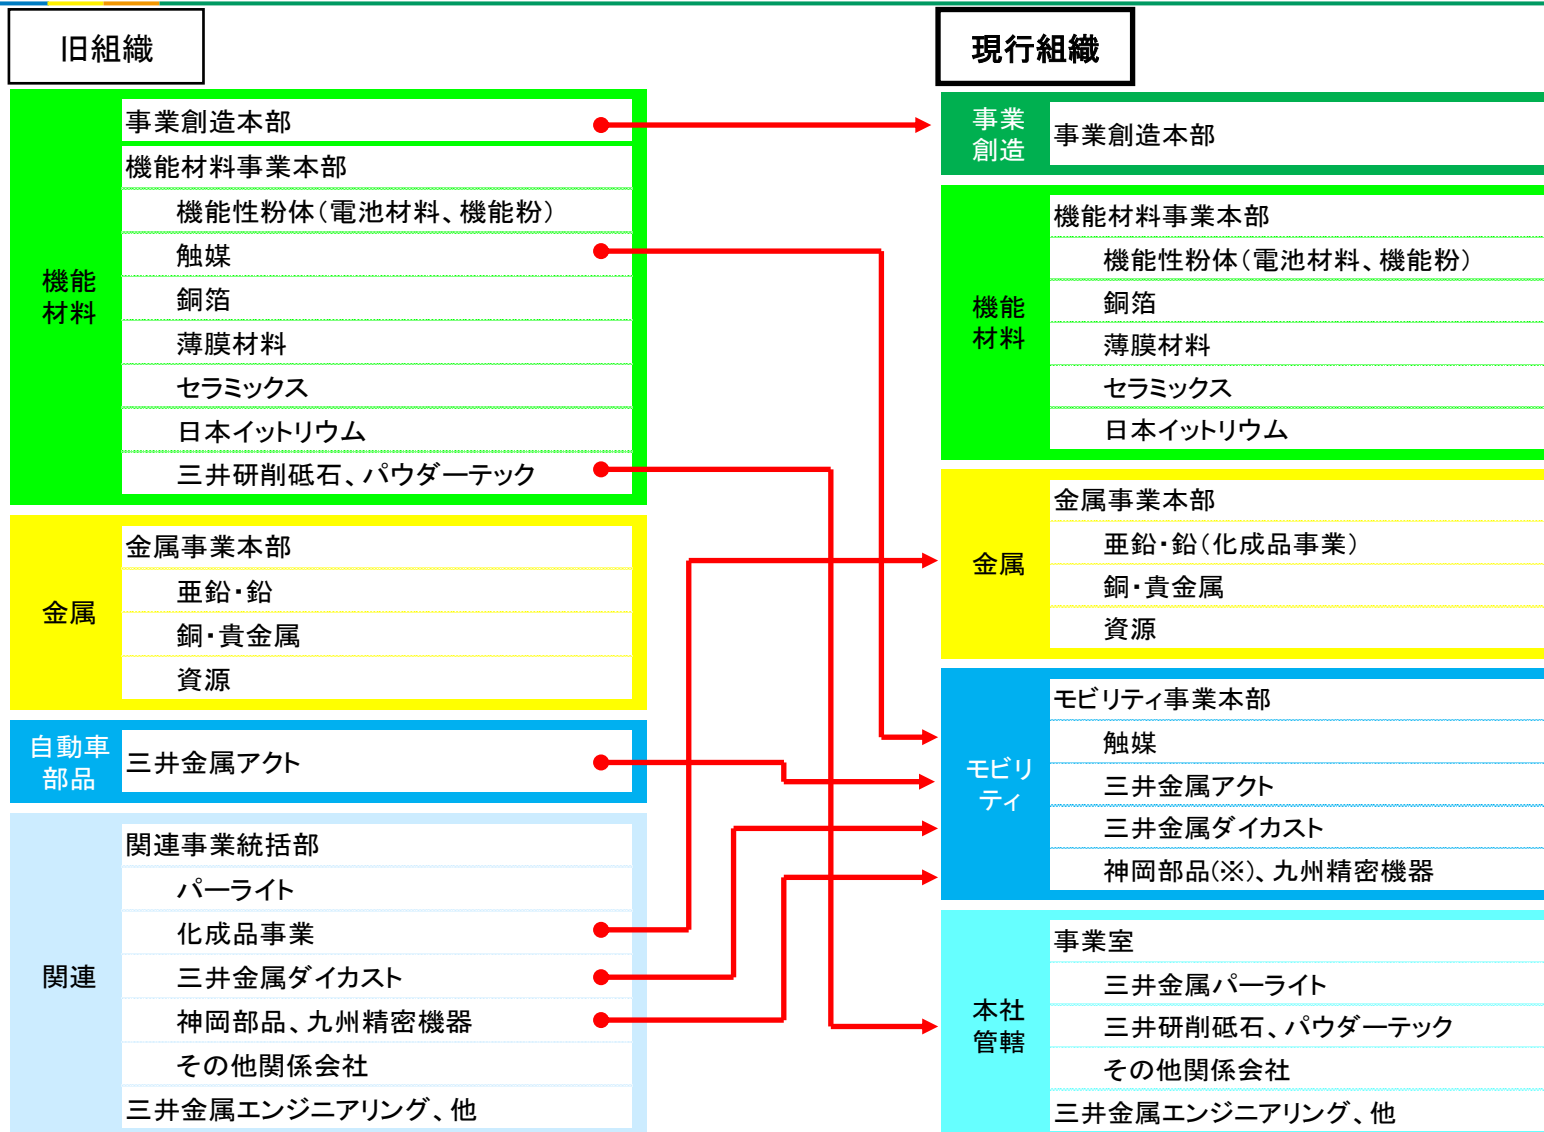 旧組織
機能
材料
事業創造本部
機能材料事業本部
機能性粉体(電池材料、機能粉)
触媒
銅箔
薄膜材料
セラミックス
日本イットリウム
三井研削砥石、パウダーテック
金属
金属事業本部
亜鉛・鉛
銅・貴金属
資源
自動車
部品
三井金属アクト
関連
関連事業統括部
パーライト
化成品事業
三井金属ダイカスト
神岡部品、九州精密機器
その他関係会社
三井金属エンジニアリング、他
現行組織
事業
創造
事業創造本部
機能
材料
機能材料事業本部
機能性粉体(電池材料、機能粉)
銅箔
薄膜材料
セラミックス
日本イットリウム
金属
金属事業本部
亜鉛・鉛(化成品事業)
銅・貴金属
資源
モビリ
ティ
モビリティ事業本部
触媒
三井金属アクト
三井金属ダイカスト
神岡部品(※)、九州精密機器
本社
管轄
事業室
三井金属パーライト
三井研削砥石、パウダーテック
その他関係会社
三井金属エンジニアリング、他